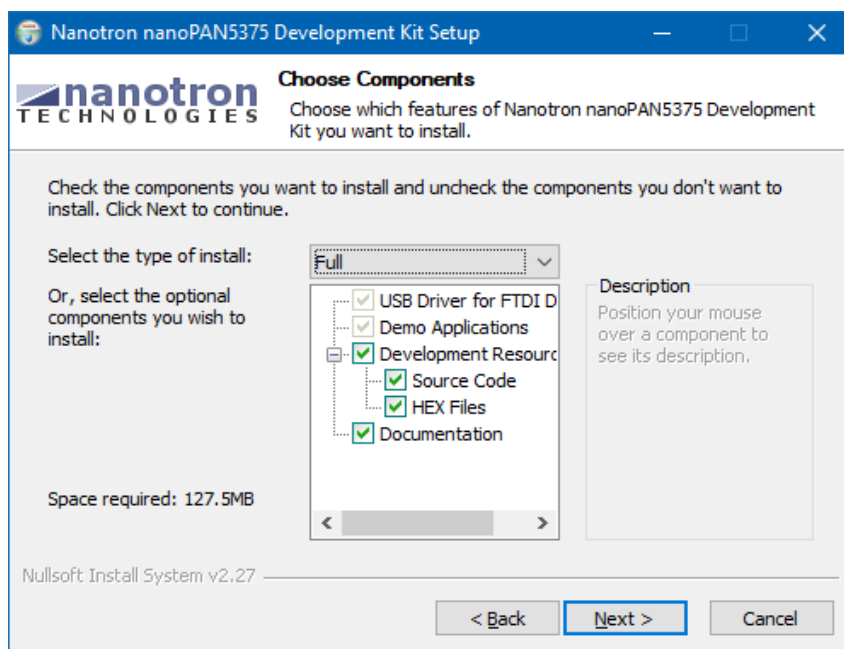 Nanotron nanoPAN5375 Development Kit Setup
nanotron
TECHNOLOGIES
Choose Components
Choose which features of Nanotron nanoPAN5375 Development
Kit you want to install.
Check the components you want to install and uncheck the components you don't want to
install. Click Next to continue.
Select the type of install:
Full
Or, select the optional
components you wish to
install:
USB Driver for FTDI D
Demo Applications
Development Resourc
Source Code
HEX Files
Documentation
Description
Position your mouse
over a component to
see its description.
Space required: 127.5MB
Nullsoft Install System v2.27
< Back
Next >
Cancel